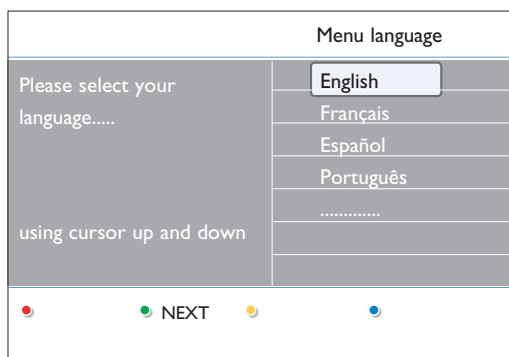 Menu language
Please select your
language.....
using cursor up and down
English
Français
Español
Português
.............
NEXT